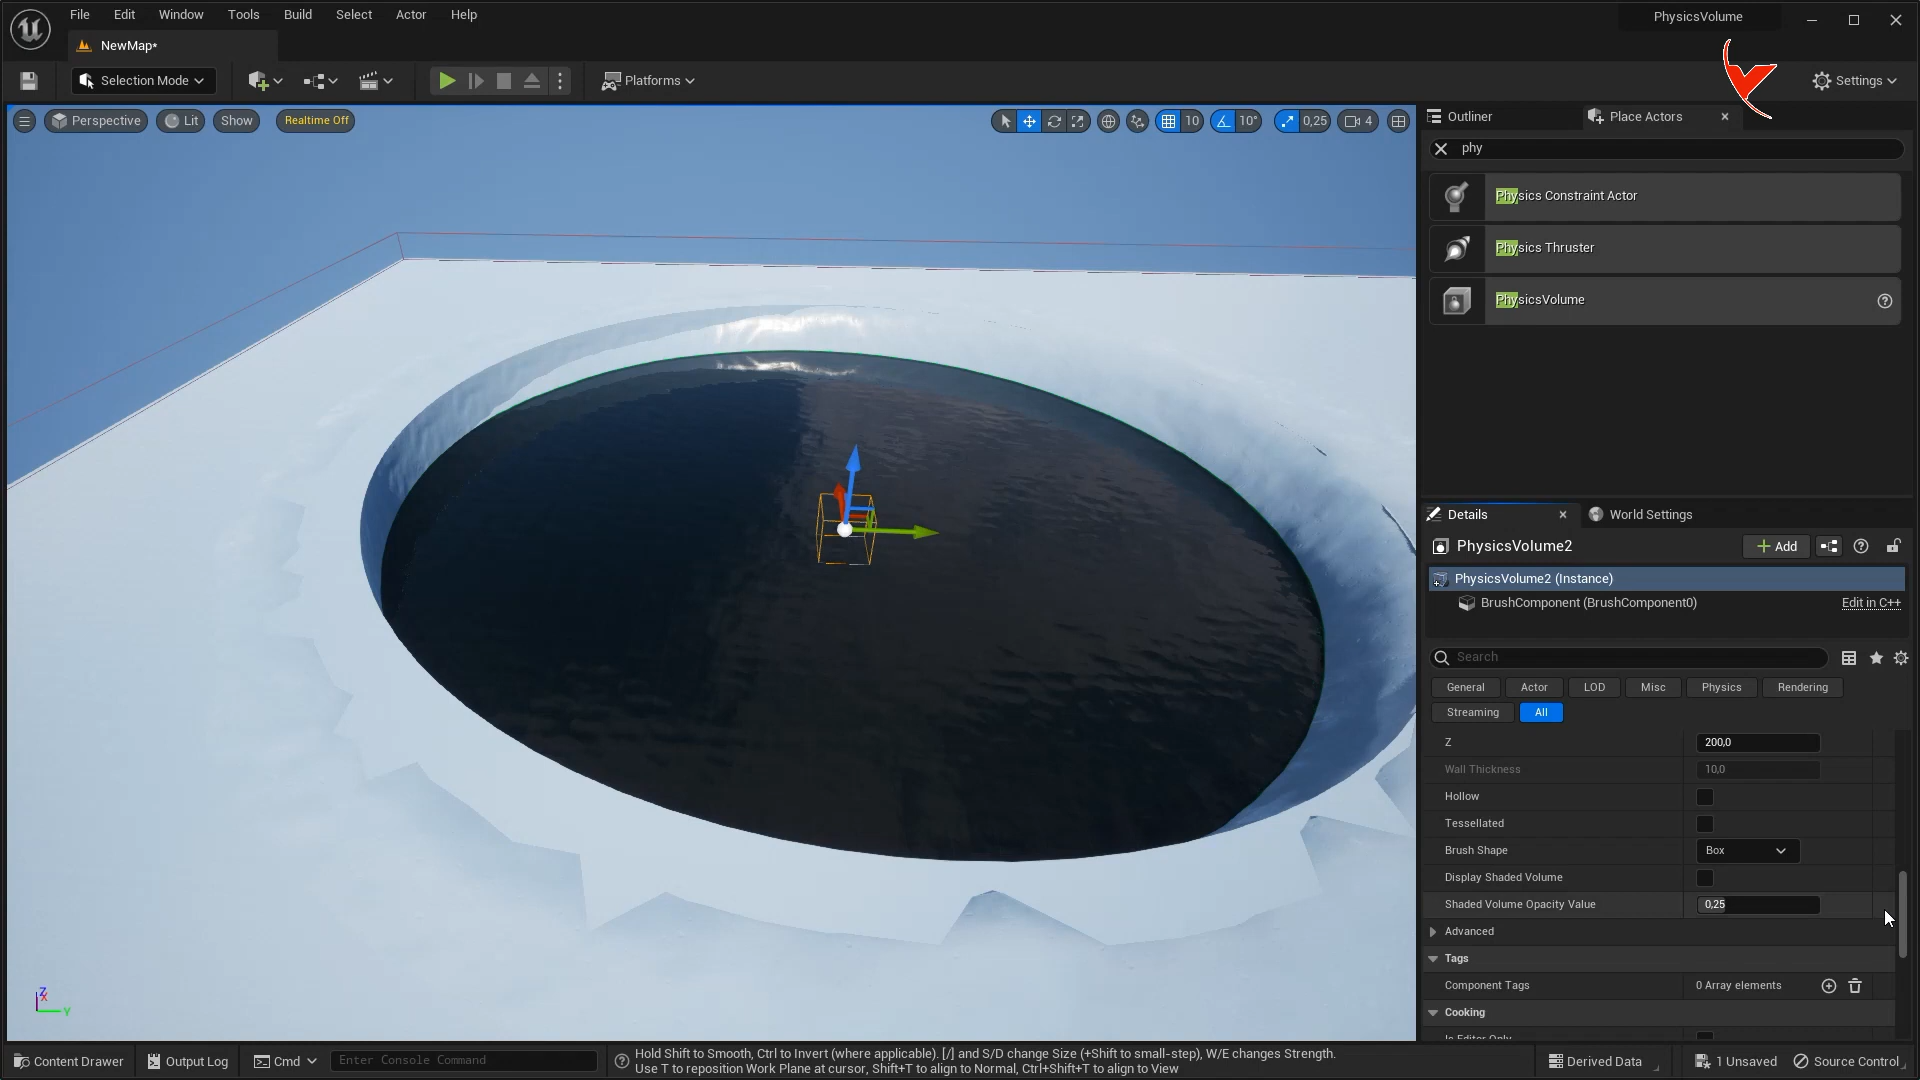 File Edit Window Tools Build Select Actor Help
PhysicsVolume
NewMap*
Selection Mode
Platforms
Settings
Perspective Lit Show Realtime Off
10 10° 0,25 4
Outliner Place Actors
phy
Physics Constraint Actor
Physics Thruster
PhysicsVolume
Details World Settings
PhysicsVolume2 Add
PhysicsVolume2 (Instance)
BrushComponent (BrushComponent0) Edit in C++
Search
General Actor LOD Misc Physics Rendering
Streaming All
Z 200,0
Wall Thickness 10,0
Hollow
Tessellated
Brush Shape Box
Display Shaded Volume
Shaded Volume Opacity Value 0,25
Advanced
Tags
Component Tags 0 Array elements
Cooking
Is Editor Only
Z
X
Y
Content Drawer Output Log Cmd Enter Console Command
Hold Shift to Smooth, Ctrl to Invert (where applicable). [/] and S/D change Size (+Shift to small-step), W/E changes Strength.
Use T to reposition Work Plane at cursor, Shift+T to align to Normal, Ctrl+Shift+T to align to View
Derived Data 1 Unsaved Source Control